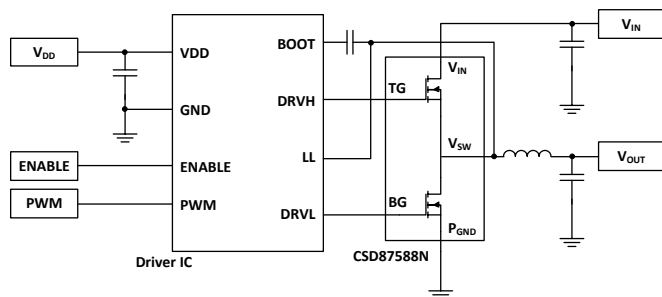 VDD
VDD
GND
ENABLE
ENABLE
PWM
PWM
BOOT
DRVH
LL
DRVL
Driver IC
TG
VIN
VSW
BG
PGND
CSD87588N
VIN
VOUT